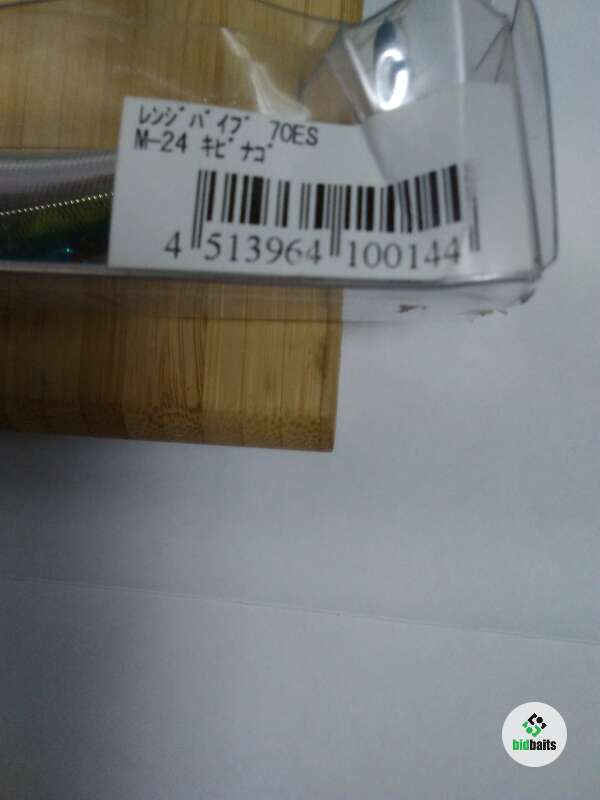 ﾚﾝｼﾞﾊﾞｲﾌﾞ 70ES
M-24 ｷﾋﾞﾅｺﾞ
4 513964 100144
bidbaits